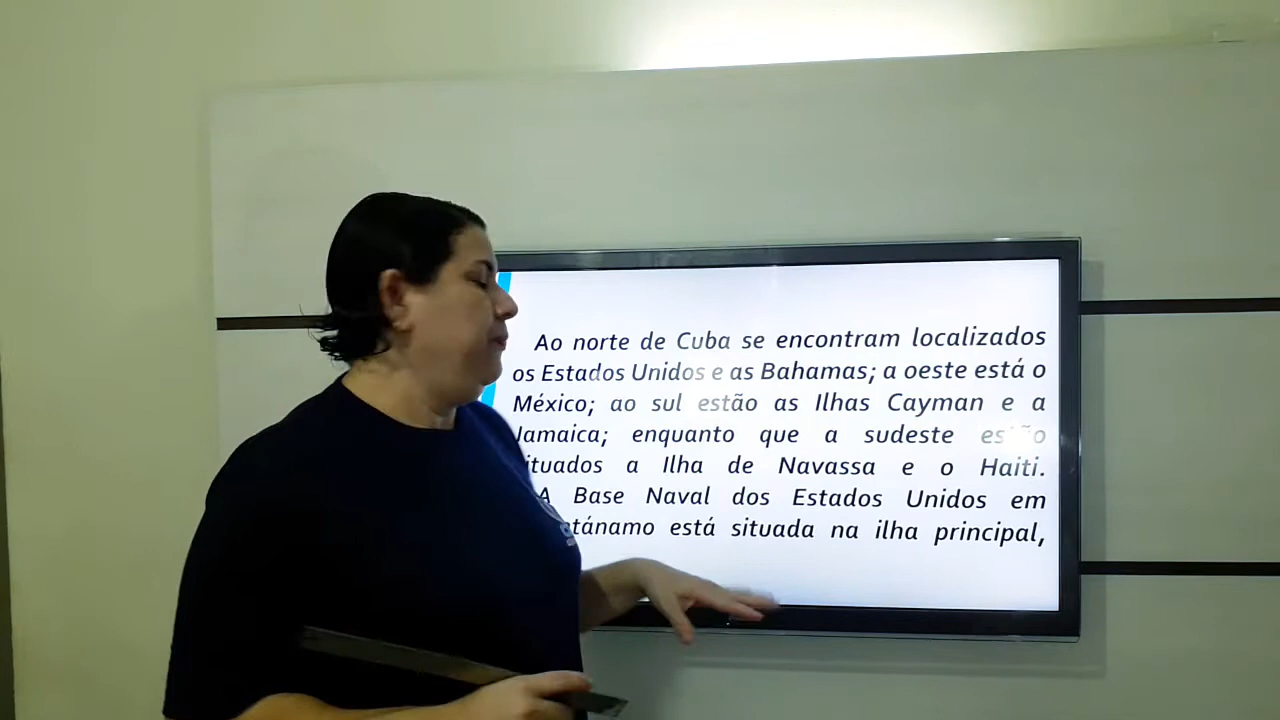 Ao norte de Cuba se encontram localizados
os Estados Unidos e as Bahamas; a oeste está o
México; ao sul estão as Ilhas Cayman e a
Jamaica; enquanto que a sudeste estão
situados a Ilha de Navassa e o Haiti.
A Base Naval dos Estados Unidos em
está situada na ilha principal,